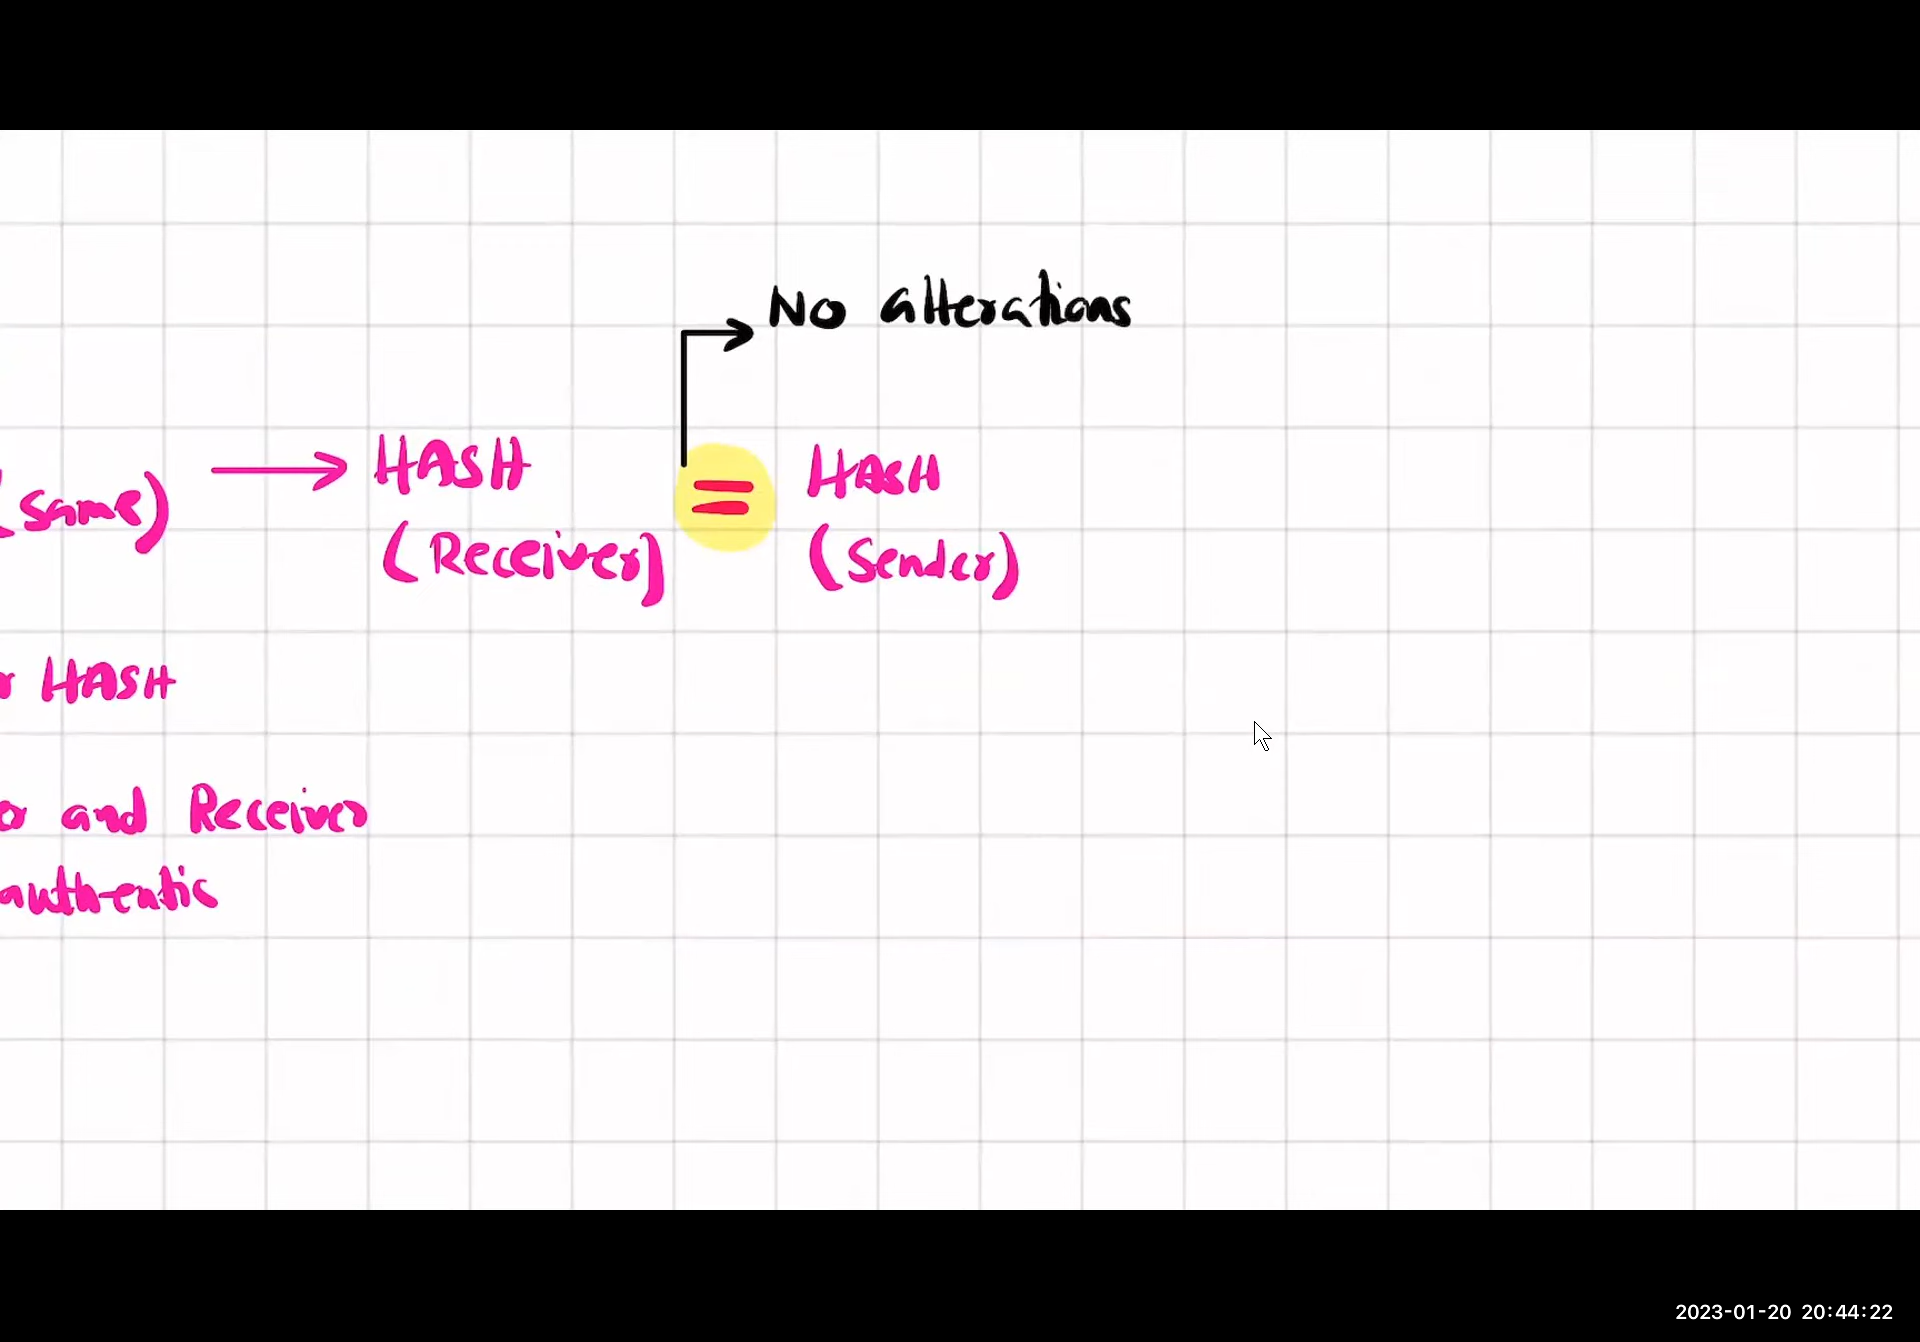 No alterations
(same) → HASH = HASH
(Receiver) (Sender)
HASH
and Receiver
authentic
2023-01-20 20:44:22